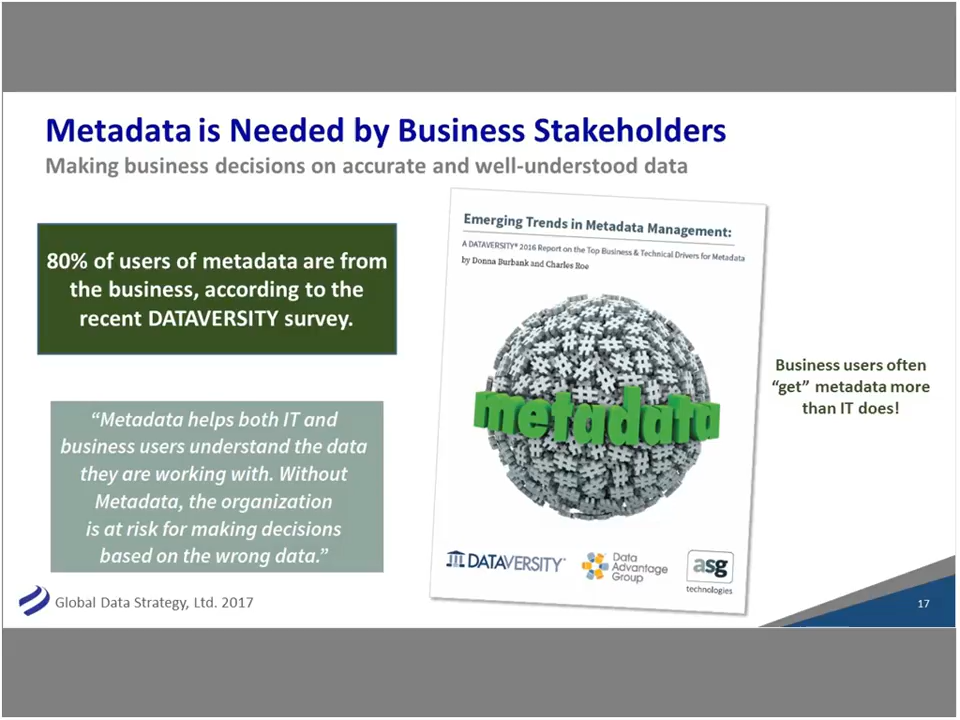 Metadata is Needed by Business Stakeholders
Making business decisions on accurate and well-understood data
80% of users of metadata are from
the business, according to the
recent DATAVERSITY survey.
“Metadata helps both IT and
business users understand the data
they are working with. Without
Metadata, the organization
is at risk for making decisions
based on the wrong data.”
Emerging Trends in Metadata Management:
A DATAVERSITY® 2016 Report on the Top Business & Technical Drivers for Metadata
by Donna Burbank and Charles Roe
metadata
DATAVERSITY
Data
Advantage
Group
asg
technologies
Business users often
“get” metadata more
than IT does!
Global Data Strategy, Ltd. 2017
17